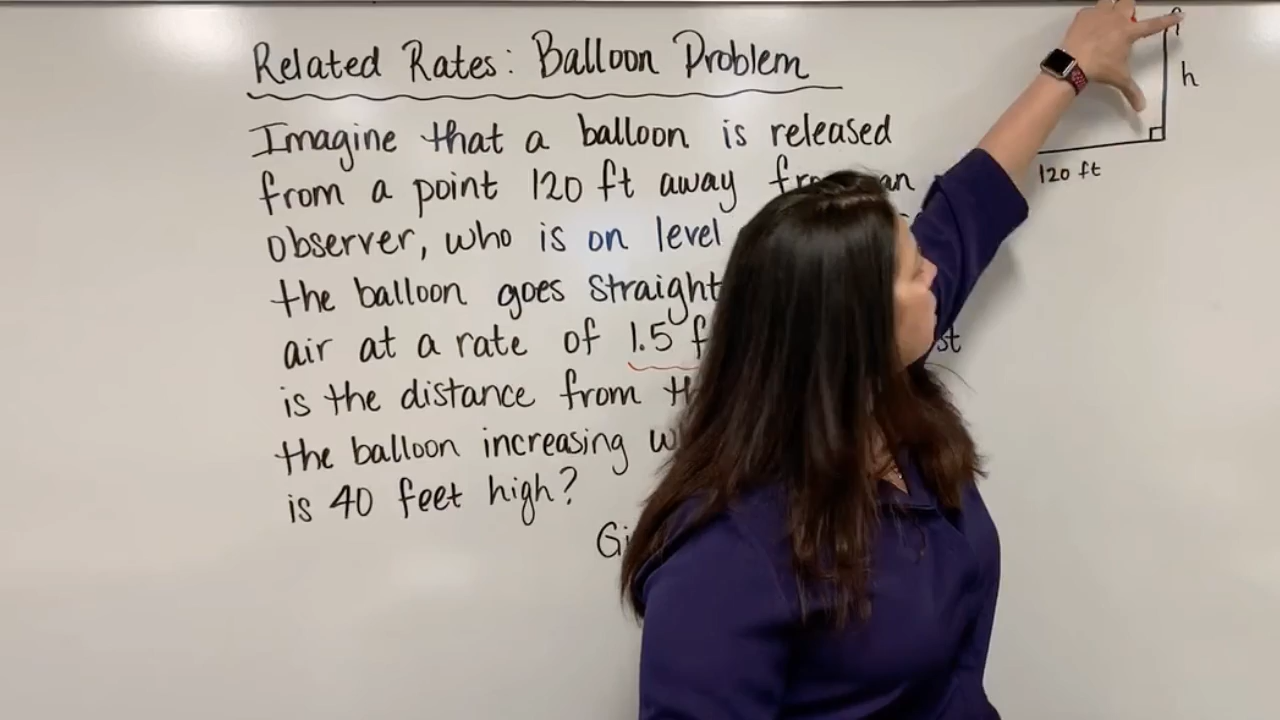 Related Rates: Balloon Problem
Imagine that a balloon is released
from a point 120 ft away
observer, who is on level
the balloon goes straight
air at a rate of 1.5
is the distance from
the balloon increasing
is 40 feet high?
h
120 ft